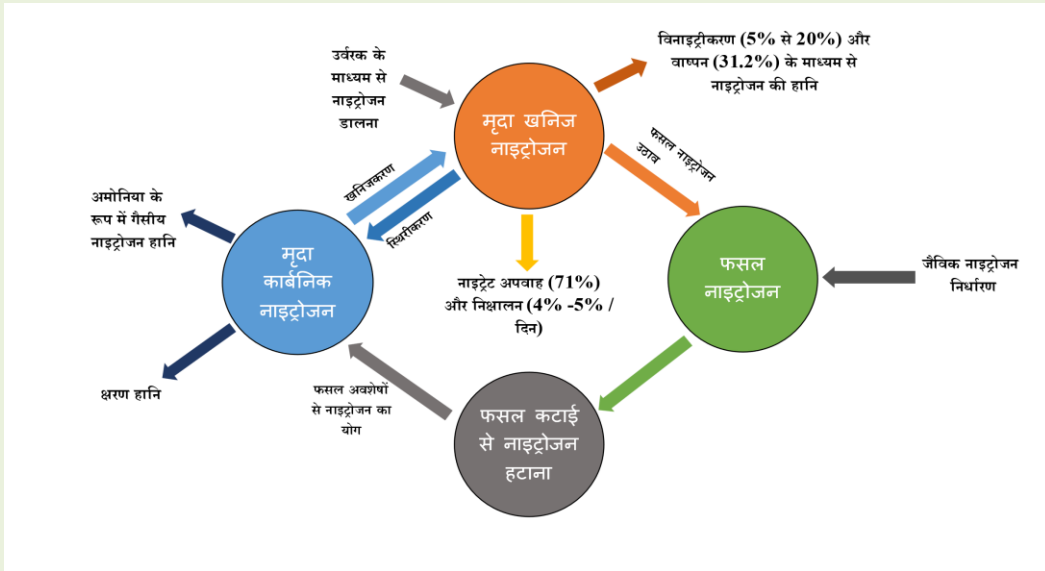 उर्वरक के
माध्यम से
नाइट्रोजन
डालना
मृदा खनिज
नाइट्रोजन
विनाइट्रीकरण (5% से 20%) और
वाष्पन (31.2%) के माध्यम से
नाइट्रोजन की हानि
फसल नाइट्रोजन
उठाव
खनिजकरण
स्थिरीकरण
अमोनिया के
रूप में गैसीय
नाइट्रोजन हानि
मृदा
कार्बनिक
नाइट्रोजन
नाइट्रेट अपवाह (71%)
और निक्षालन (4% -5% /
दिन)
फसल
नाइट्रोजन
जैविक नाइट्रोजन
निर्धारण
क्षरण हानि
फसल अवशेषों
से नाइट्रोजन का
योग
फसल कटाई
से नाइट्रोजन
हटाना